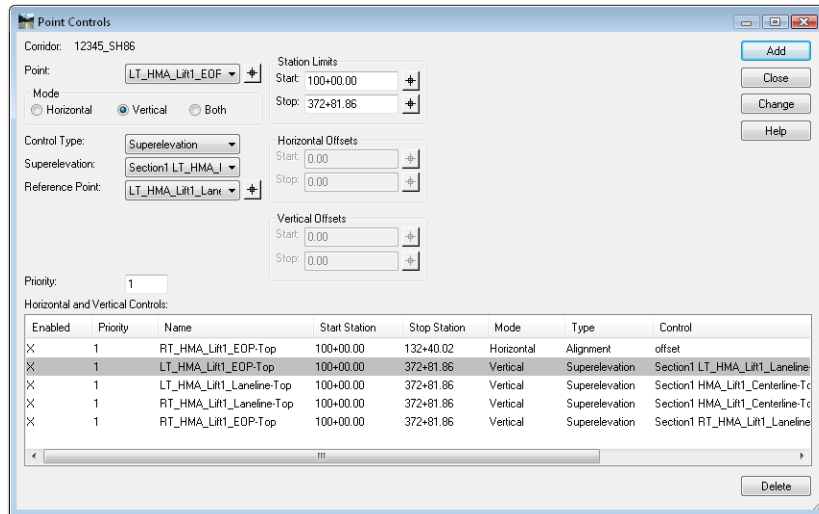 Point Controls
Corridor: 12345_SH86
Point: LT_HMA_Lift1_EOF
Mode
Horizontal Vertical Both
Control Type: Superelevation
Superelevation: Section1 LT_HMA_l
Reference Point: LT_HMA_Lift1_Lane
Priority: 1
Station Limits
Start: 100+00.00
Stop: 372+81.86
Horizontal Offsets
Start: 0.00
Stop: 0.00
Vertical Offsets
Start: 0.00
Stop: 0.00
Add
Close
Change
Help
Horizontal and Vertical Controls:
Enabled Priority Name Start Station Stop Station Mode Type Control
X 1 RT_HMA_Lift1_EOP-Top 100+00.00 132+40.02 Horizontal Alignment offset
X 1 LT_HMA_Lift1_EOP-Top 100+00.00 372+81.86 Vertical Superelevation Section1 LT_HMA_Lift1_Laneline-
X 1 LT_HMA_Lift1_Laneline-Top 100+00.00 372+81.86 Vertical Superelevation Section1 HMA_Lift1_Centerline-To
X 1 RT_HMA_Lift1_Laneline-Top 100+00.00 372+81.86 Vertical Superelevation Section1 HMA_Lift1_Centerline-To
X 1 RT_HMA_Lift1_EOP-Top 100+00.00 372+81.86 Vertical Superelevation Section1 RT_HMA_Lift1_Laneline
Delete